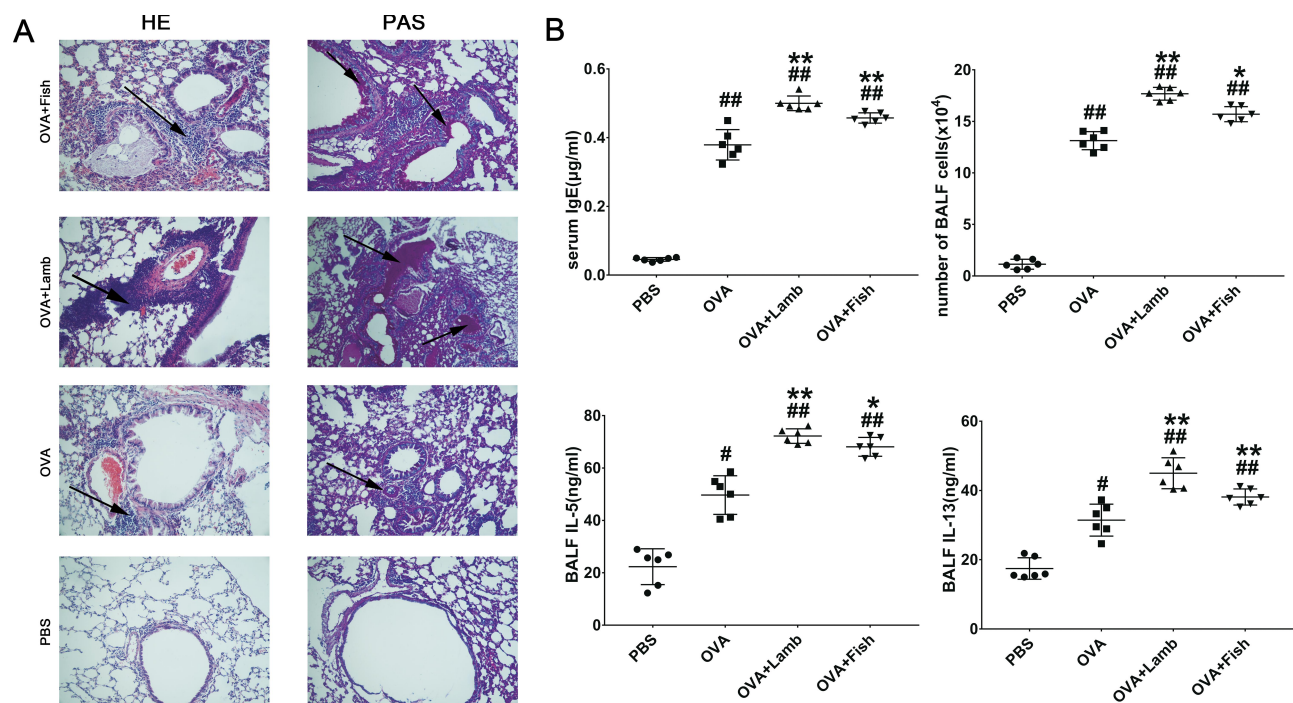 A
HE
PAS
OVA+Fish
OVA+Lamb
OVA
PBS
B
serum IgE(μg/ml)
0.6
0.4
0.2
0.0
##
**
##
**
##
PBS
OVA
OVA+Lamb
OVA+Fish
number of BALF cells(x10⁴)
20
15
10
5
0
##
**
##
*
##
PBS
OVA
OVA+Lamb
OVA+Fish
BALF IL-5(ng/ml)
80
60
40
20
0
#
**
##
*
##
PBS
OVA
OVA+Lamb
OVA+Fish
BALF IL-13(ng/ml)
60
40
20
0
#
**
##
**
##
PBS
OVA
OVA+Lamb
OVA+Fish